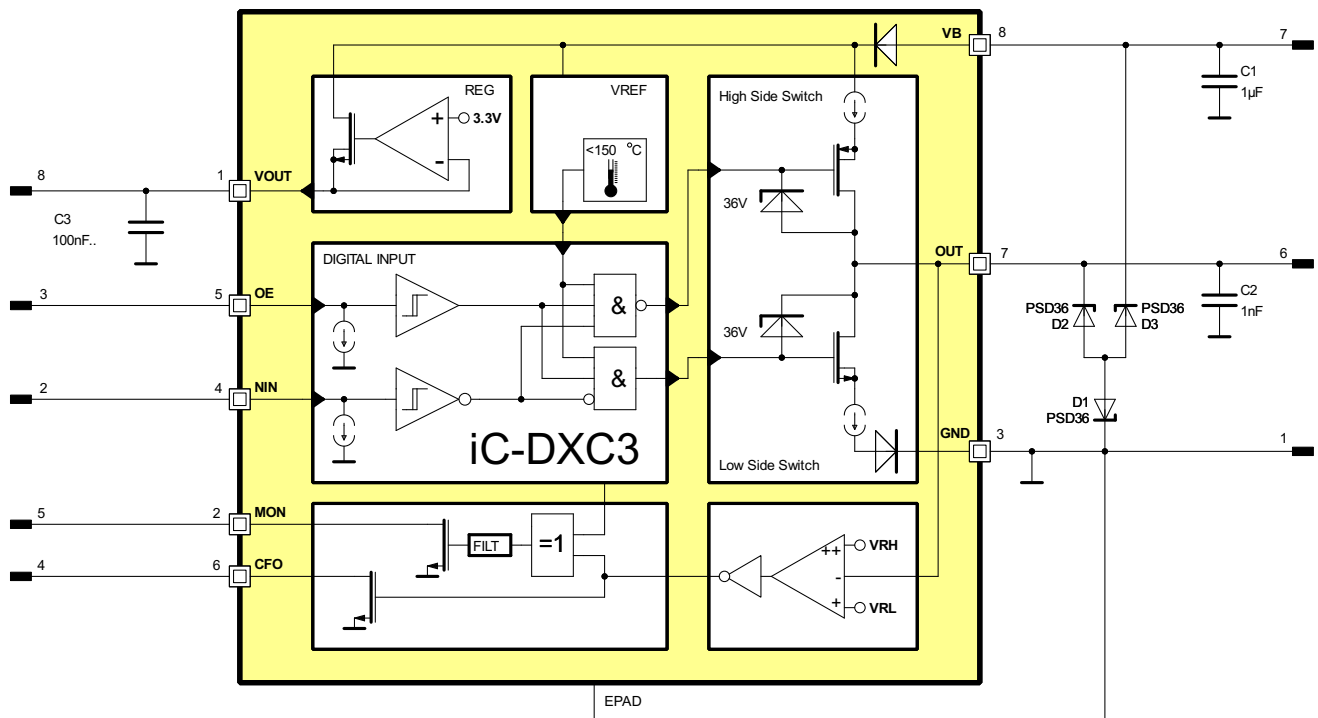 VB
8
7
REG
VREF
High Side Switch
C1
1µF
3.3V
+
-
<150 °C
8
1
VOUT
36V
C3
100nF..
DIGITAL INPUT
OUT
7
6
3
5
OE
&
PSD36
D2
PSD36
D3
C2
1nF
36V
2
4
NIN
&
D1
PSD36
iC-DXC3
GND
3
1
Low Side Switch
5
2
MON
FILT
=1
++
VRH
4
6
CFO
-
+
VRL
EPAD